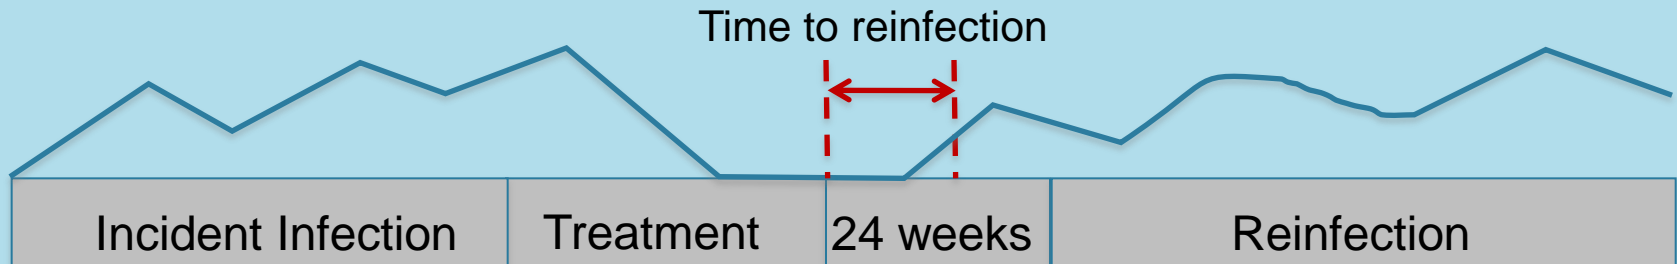 Time to reinfection
Incident Infection
Treatment
24 weeks
Reinfection